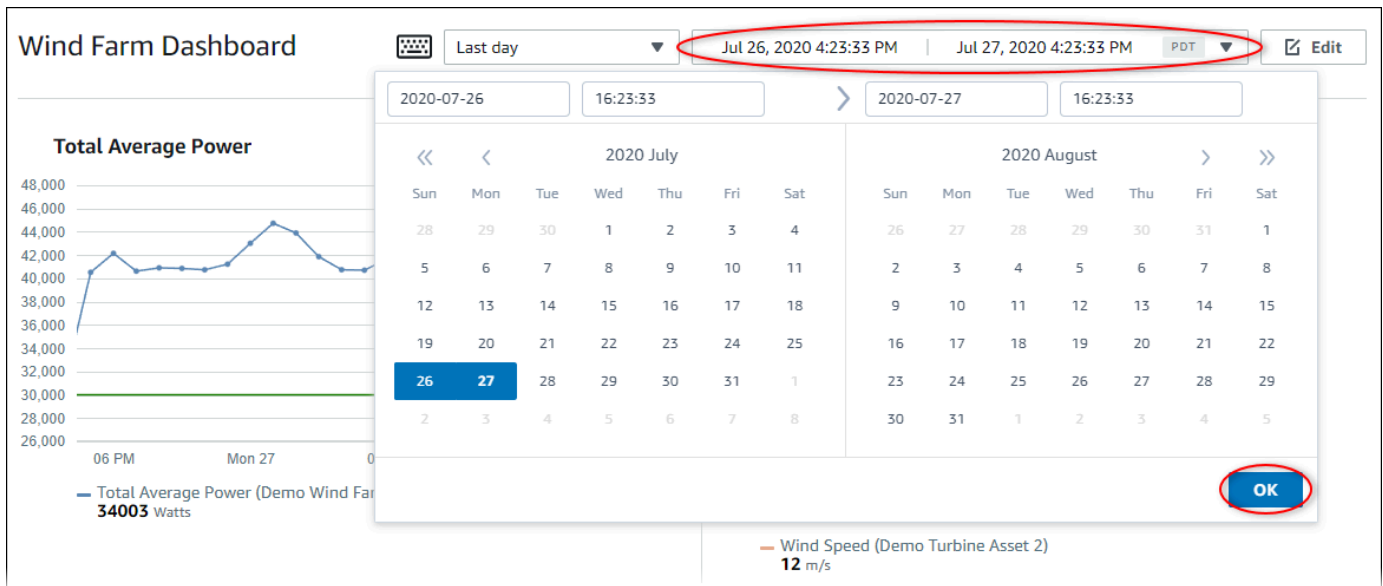 Wind Farm Dashboard
Last day
Jul 26, 2020 4:23:33 PM | Jul 27, 2020 4:23:33 PM PDT
Edit
2020-07-26 16:23:33 2020-07-27 16:23:33
2020 July
Sun Mon Tue Wed Thu Fri Sat
28 29 30 1 2 3 4
5 6 7 8 9 10 11
12 13 14 15 16 17 18
19 20 21 22 23 24 25
26 27 28 29 30 31 1
2 3 4 5 6 7 8
2020 August
Sun Mon Tue Wed Thu Fri Sat
26 27 28 29 30 31 1
2 3 4 5 6 7 8
9 10 11 12 13 14 15
16 17 18 19 20 21 22
23 24 25 26 27 28 29
30 31 1 2 3 4 5
OK
Total Average Power
48,000
46,000
44,000
42,000
40,000
38,000
36,000
34,000
32,000
30,000
28,000
26,000
06 PM Mon 27 0
Total Average Power (Demo Wind Far
34003 Watts
Wind Speed (Demo Turbine Asset 2)
12 m/s